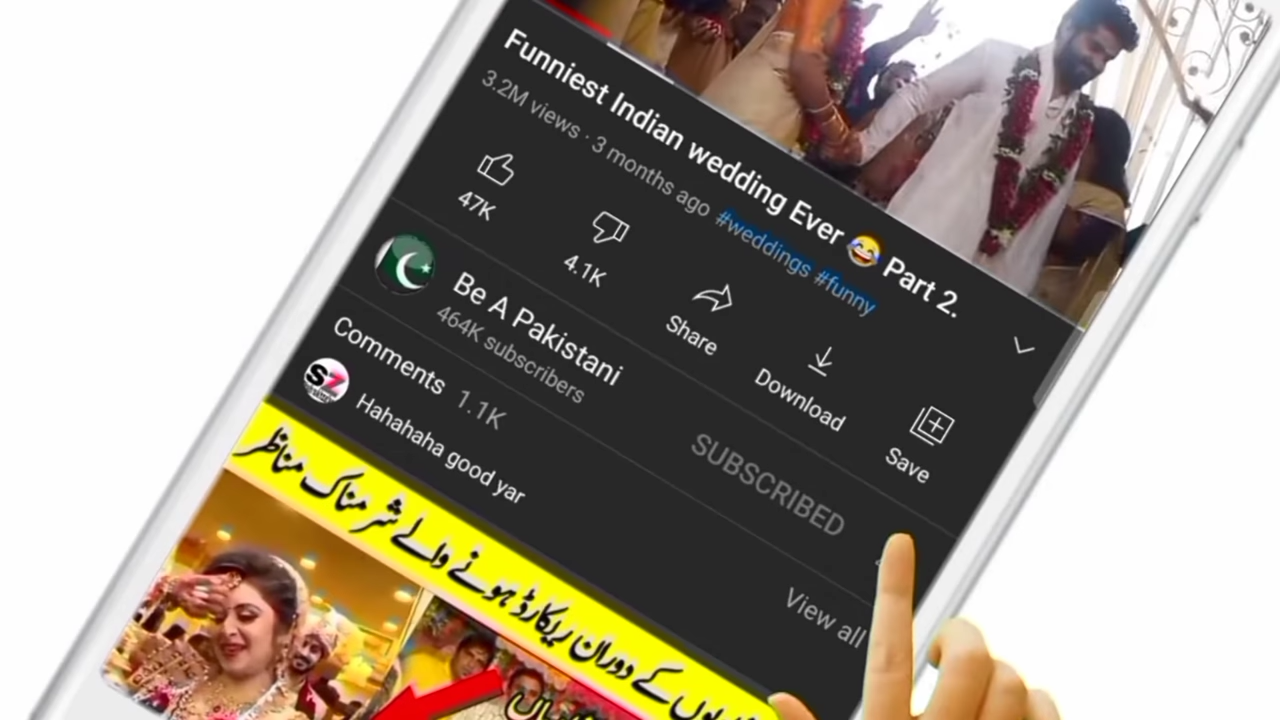 Funniest Indian wedding Ever 😂 Part 2.
3.2M views · 3 months ago #weddings #funny
47K
4.1K
Share
Download
Save
Be A Pakistani
464K subscribers
SUBSCRIBED
Comments 1.1K
View all
S7
Hahahaha good yar
کے دوران ریکارڈ ہونے والے شرمناک مناظر